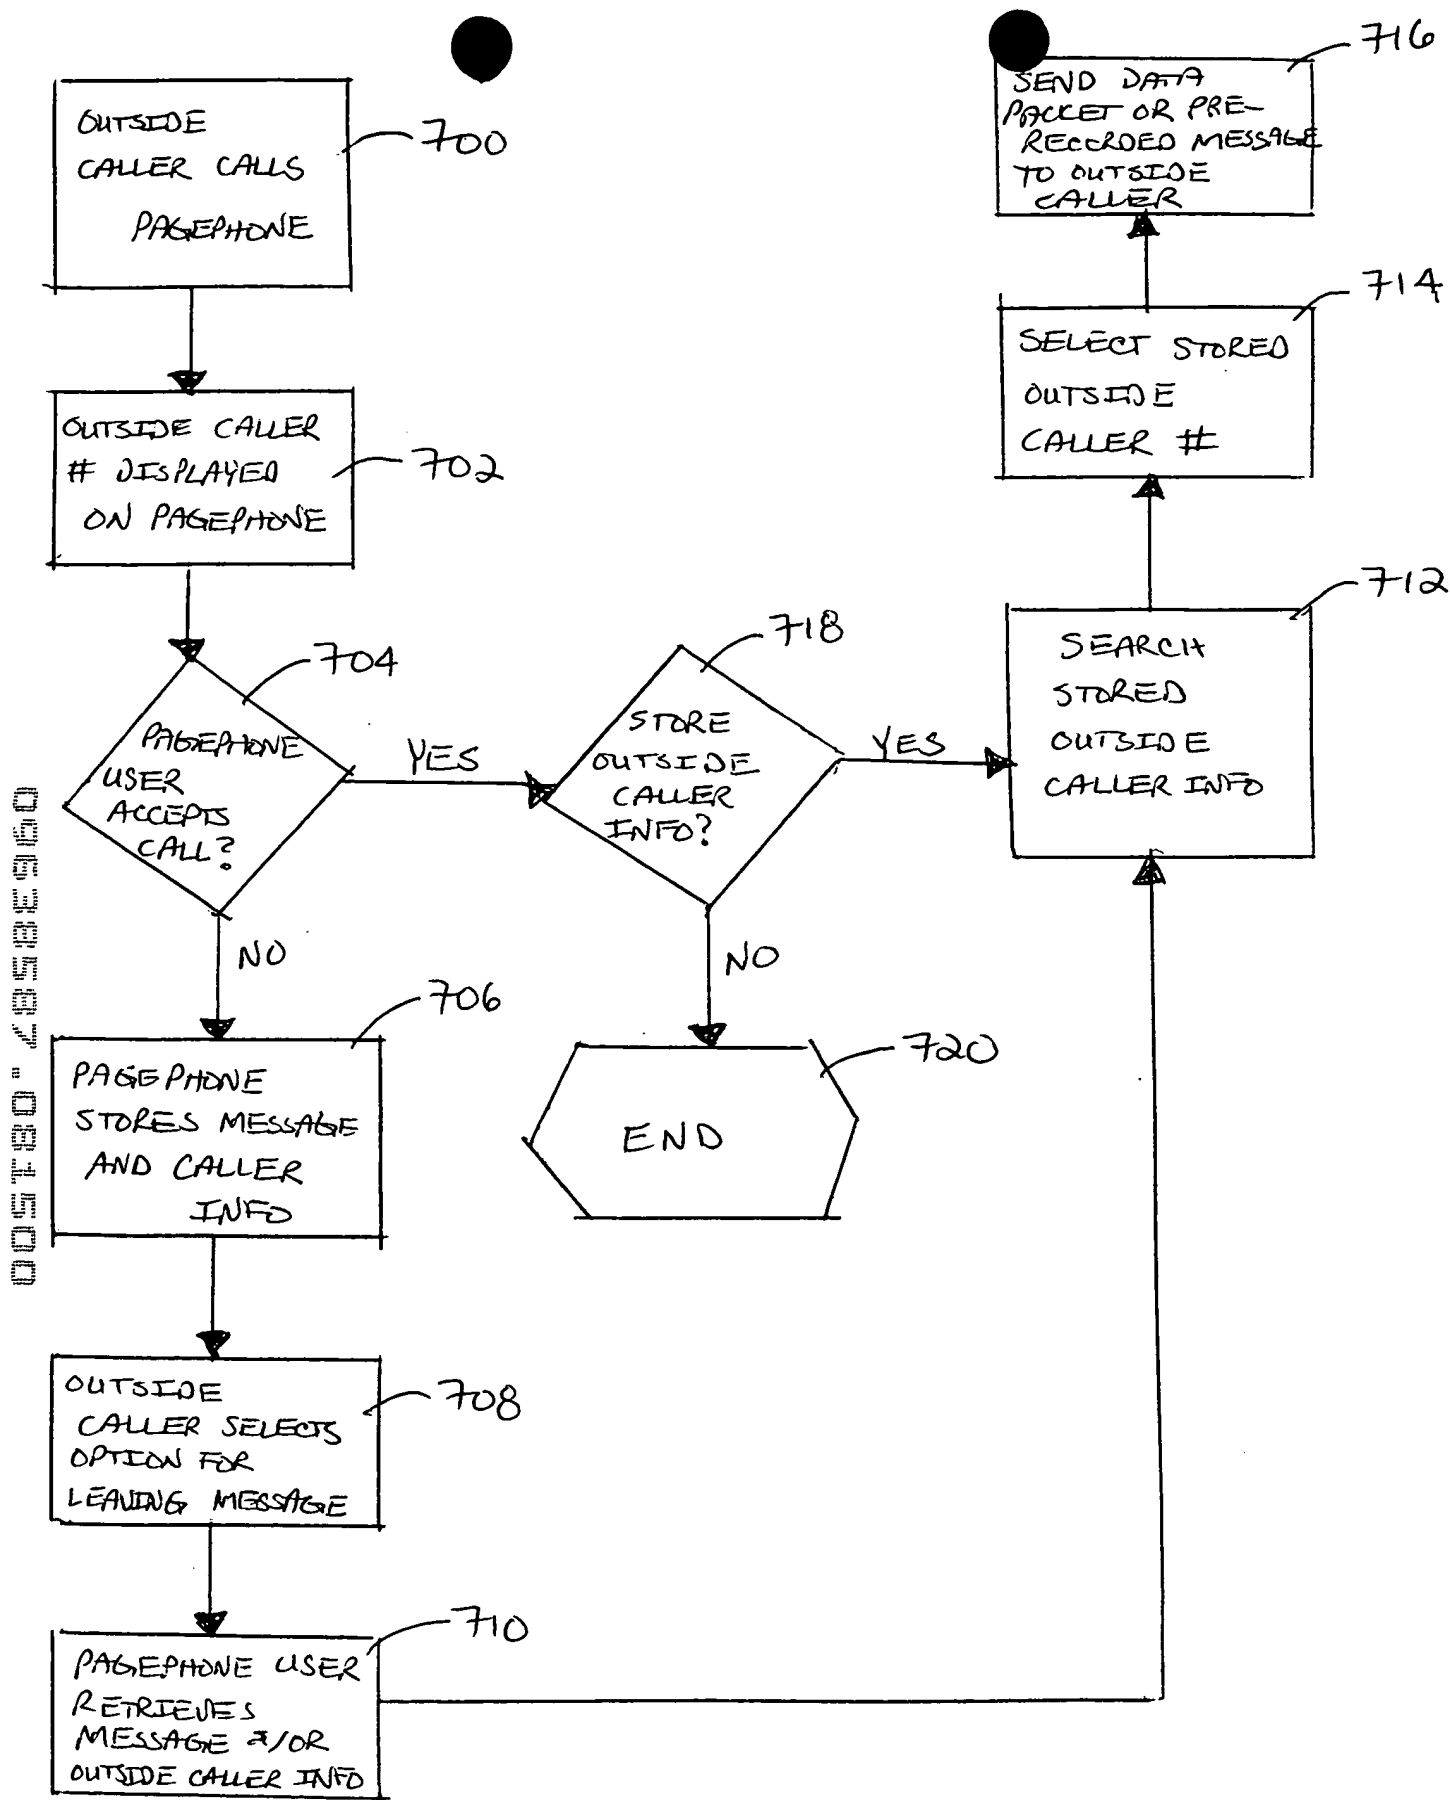 OUTSIDE
CALLER CALLS
PAGEPHONE
700
OUTSIDE CALLER
# DISPLAYED
ON PAGEPHONE
702
PAGEPHONE
USER
ACCEPTS
CALL?
704
YES
NO
STORE
OUTSIDE
CALLER
INFO?
718
YES
NO
END
720
PAGEPHONE
STORES MESSAGE
AND CALLER
INFO
706
OUTSIDE
CALLER SELECTS
OPTION FOR
LEAVING MESSAGE
708
PAGEPHONE USER
RETRIEVES
MESSAGE &/OR
OUTSIDE CALLER INFO
710
SEARCH
STORED
OUTSIDE
CALLER INFO
712
SELECT STORED
OUTSIDE
CALLER #
714
SEND DATA
PACKET OR PRE-
RECORDED MESSAGE
TO OUTSIDE
CALLER
716
09638587.081500